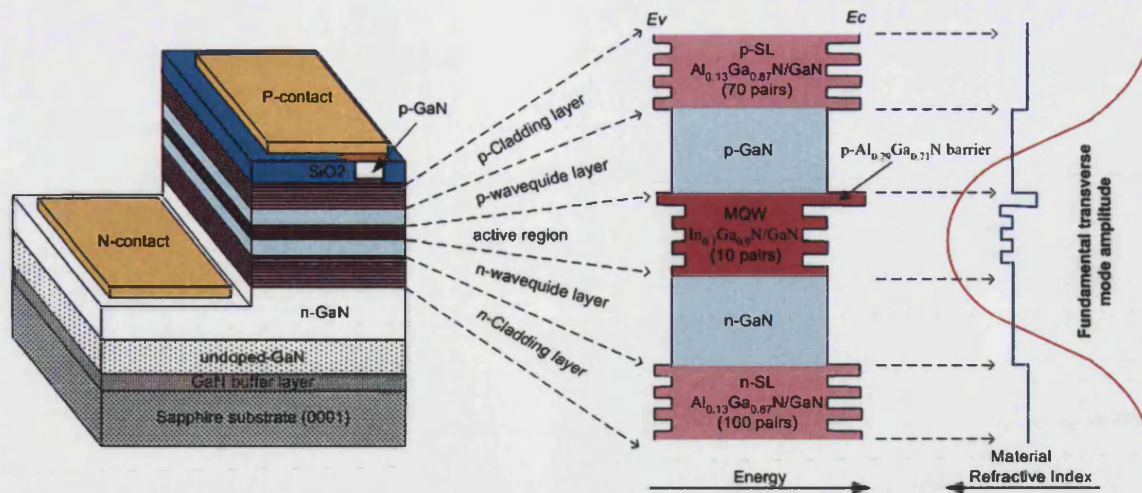 P-contact
p-GaN
SiO2
N-contact
n-GaN
undoped-GaN
GaN buffer layer
Sapphire substrate (0001)
p-Cladding layer
p-waveguide layer
active region
n-waveguide layer
n-Cladding layer
Ev
Ec
p-SL
Al0.13Ga0.87N/GaN
(70 pairs)
p-GaN
p-Al0.29Ga0.71N barrier
MQW
In0.1Ga0.9N/GaN
(10 pairs)
n-GaN
n-SL
Al0.13Ga0.87N/GaN
(100 pairs)
Energy
Material
Refractive Index
Fundamental transverse
mode amplitude